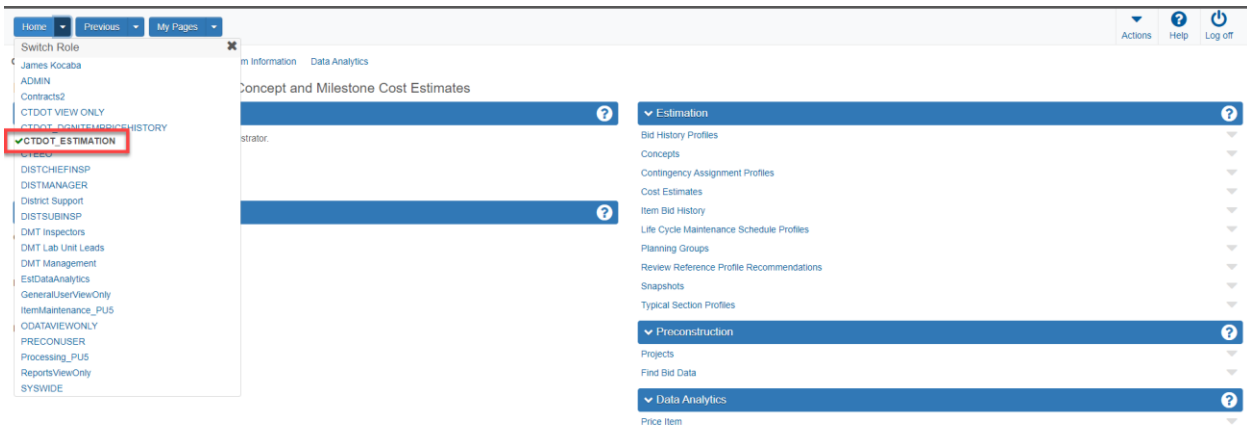 Home Previous My Pages
Actions Help Log off
Switch Role
James Kocaba
m Information Data Analytics
ADMIN
Concept and Milestone Cost Estimates
Contracts2
CTDOT VIEW ONLY
Estimation
CTDOT_DGNITEMPRICEHISTORY
Bid History Profiles
CTDOT_ESTIMATION
strator.
Concepts
CTEEO
DISTCHIEFINSP
Contingency Assignment Profiles
DISTMANAGER
Cost Estimates
District Support
DISTSUBINSP
Item Bid History
DMT Inspectors
Life Cycle Maintenance Schedule Profiles
DMT Lab Unit Leads
Planning Groups
DMT Management
Review Reference Profile Recommendations
EstDataAnalytics
Snapshots
GeneralUserViewOnly
Typical Section Profiles
ItemMaintenance_PU5
ODATAVIEWONLY
Preconstruction
PRECONUSER
Projects
Processing_PU5
ReportsViewOnly
Find Bid Data
SYSWIDE
Data Analytics
Price Item